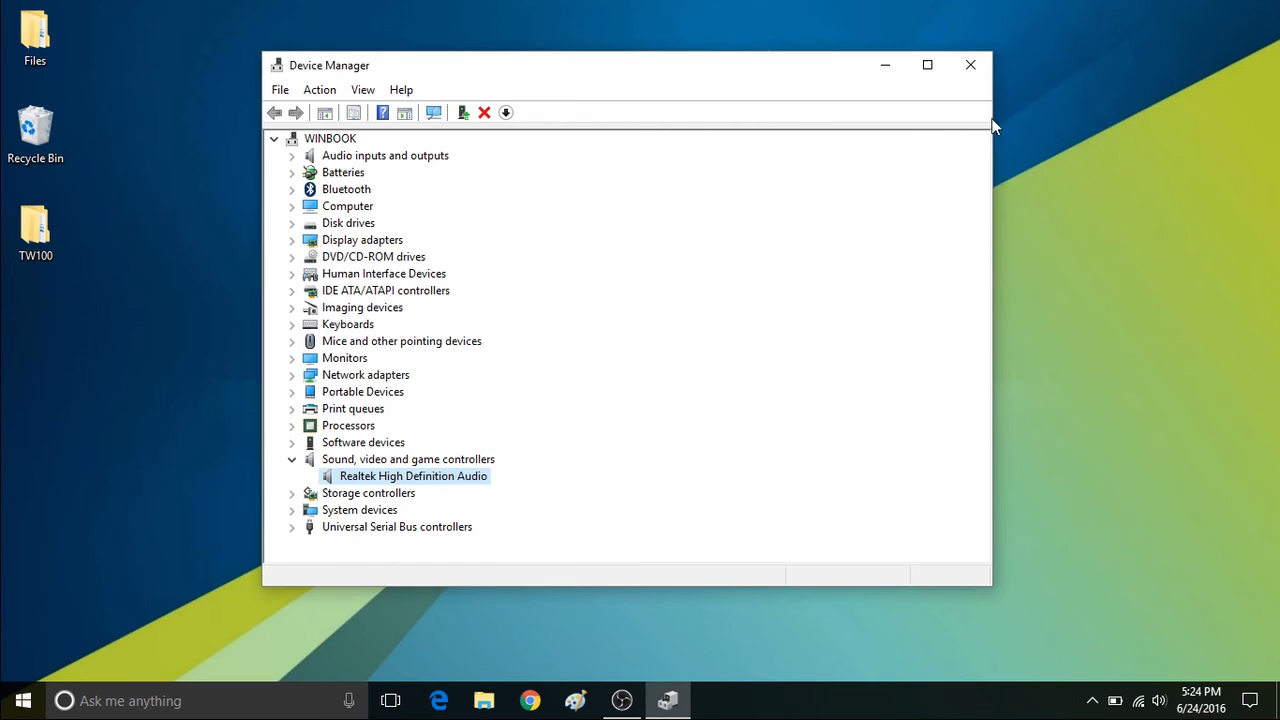 Files
Recycle Bin
TW100
Device Manager
File Action View Help
WINBOOK
Audio inputs and outputs
Batteries
Bluetooth
Computer
Disk drives
Display adapters
DVD/CD-ROM drives
Human Interface Devices
IDE ATA/ATAPI controllers
Imaging devices
Keyboards
Mice and other pointing devices
Monitors
Network adapters
Portable Devices
Print queues
Processors
Software devices
Sound, video and game controllers
Realtek High Definition Audio
Storage controllers
System devices
Universal Serial Bus controllers
Ask me anything
5:24 PM
6/24/2016